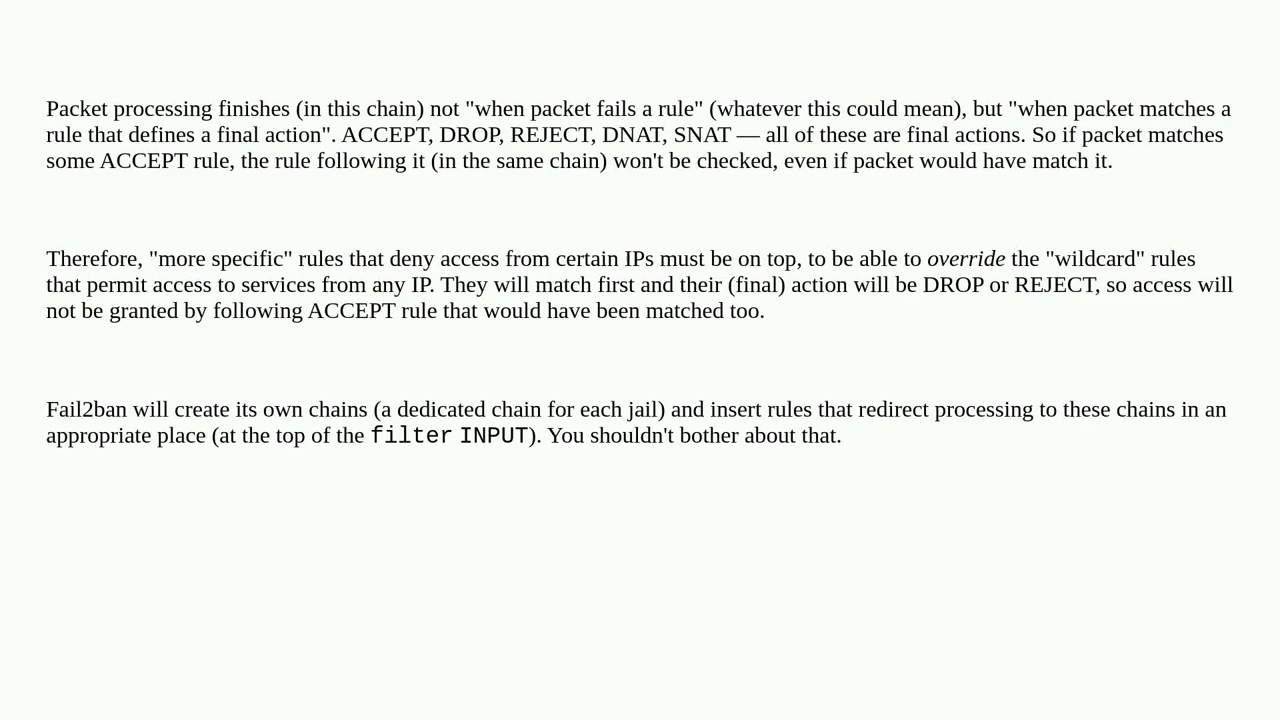 Packet processing finishes (in this chain) not "when packet fails a rule" (whatever this could mean), but "when packet matches a
rule that defines a final action". ACCEPT, DROP, REJECT, DNAT, SNAT — all of these are final actions. So if packet matches
some ACCEPT rule, the rule following it (in the same chain) won't be checked, even if packet would have match it.
Therefore, "more specific" rules that deny access from certain IPs must be on top, to be able to override the "wildcard" rules
that permit access to services from any IP. They will match first and their (final) action will be DROP or REJECT, so access will
not be granted by following ACCEPT rule that would have been matched too.
Fail2ban will create its own chains (a dedicated chain for each jail) and insert rules that redirect processing to these chains in an
appropriate place (at the top of the filter INPUT). You shouldn't bother about that.